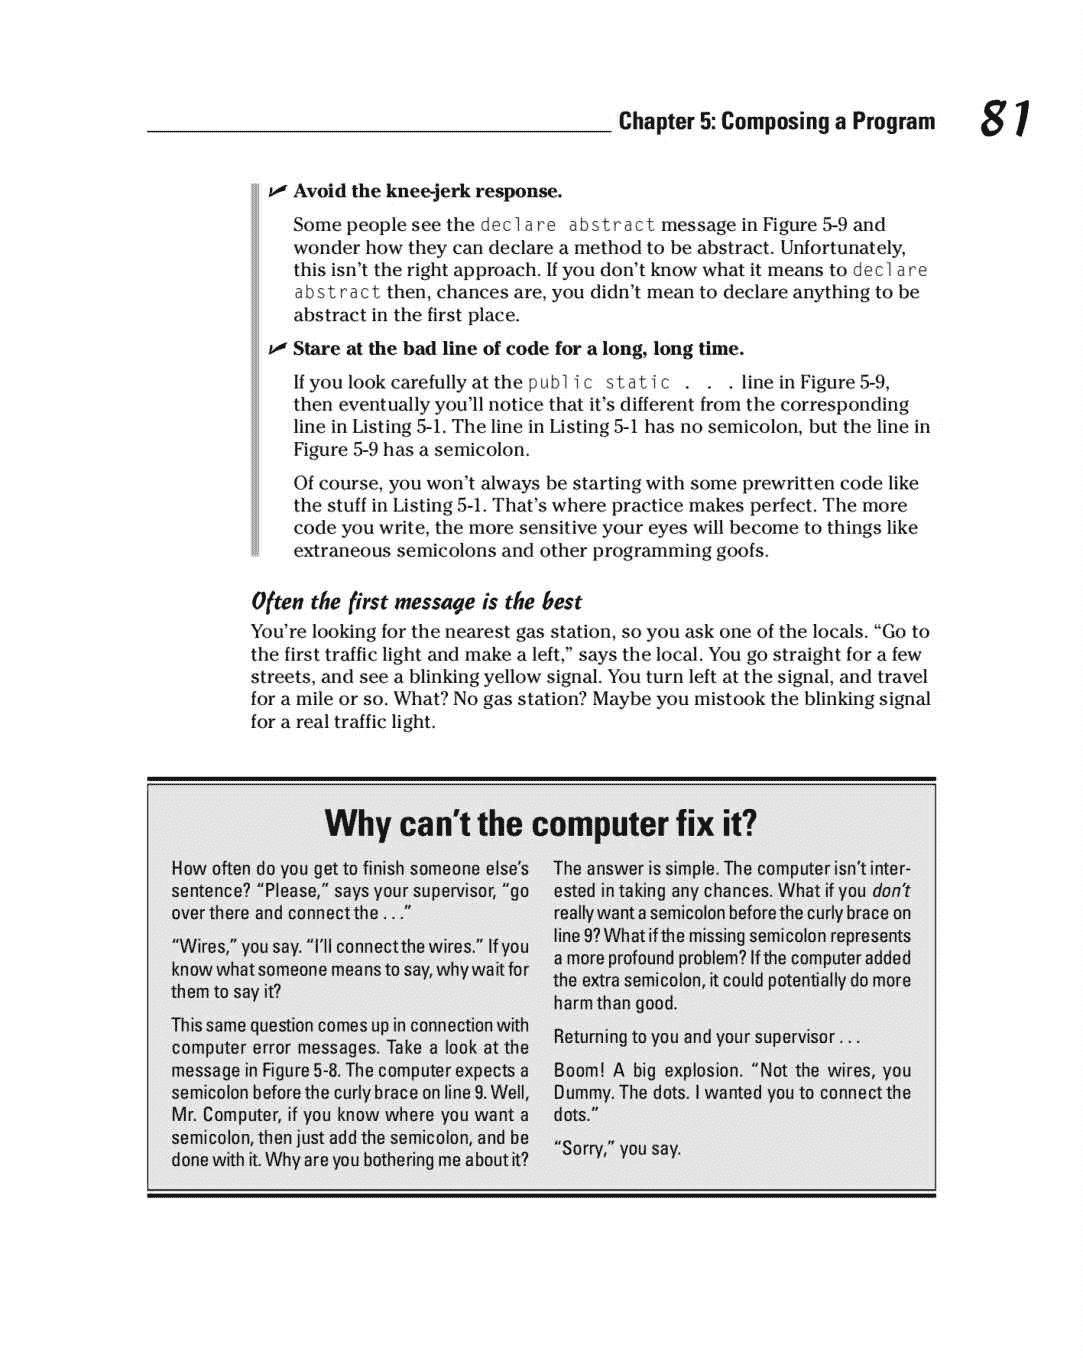 Chapter 5: Composing a Program 81
✓ Avoid the knee-jerk response.
Some people see the declare abstract message in Figure 5-9 and
wonder how they can declare a method to be abstract. Unfortunately,
this isn't the right approach. If you don't know what it means to declare
abstract then, chances are, you didn't mean to declare anything to be
abstract in the first place.
✓ Stare at the bad line of code for a long, long time.
If you look carefully at the public static . . . line in Figure 5-9,
then eventually you'll notice that it's different from the corresponding
line in Listing 5-1. The line in Listing 5-1 has no semicolon, but the line in
Figure 5-9 has a semicolon.
Of course, you won't always be starting with some prewritten code like
the stuff in Listing 5-1. That's where practice makes perfect. The more
code you write, the more sensitive your eyes will become to things like
extraneous semicolons and other programming goofs.
Often the first message is the best
You're looking for the nearest gas station, so you ask one of the locals. “Go to
the first traffic light and make a left,” says the local. You go straight for a few
streets, and see a blinking yellow signal. You turn left at the signal, and travel
for a mile or so. What? No gas station? Maybe you mistook the blinking signal
for a real traffic light.
Why can't the computer fix it?
How often do you get to finish someone else's
sentence? “Please,” says your supervisor, “go
over there and connect the . . .”
“Wires,” you say. “I'll connect the wires.” If you
know what someone means to say, why wait for
them to say it?
This same question comes up in connection with
computer error messages. Take a look at the
message in Figure 5-8. The computer expects a
semicolon before the curly brace on line 9. Well,
Mr. Computer, if you know where you want a
semicolon, then just add the semicolon, and be
done with it. Why are you bothering me about it?
The answer is simple. The computer isn't inter-
ested in taking any chances. What if you don't
really want a semicolon before the curly brace on
line 9? What if the missing semicolon represents
a more profound problem? If the computer added
the extra semicolon, it could potentially do more
harm than good.
Returning to you and your supervisor . . .
Boom! A big explosion. “Not the wires, you
Dummy. The dots. I wanted you to connect the
dots.”
“Sorry,” you say.